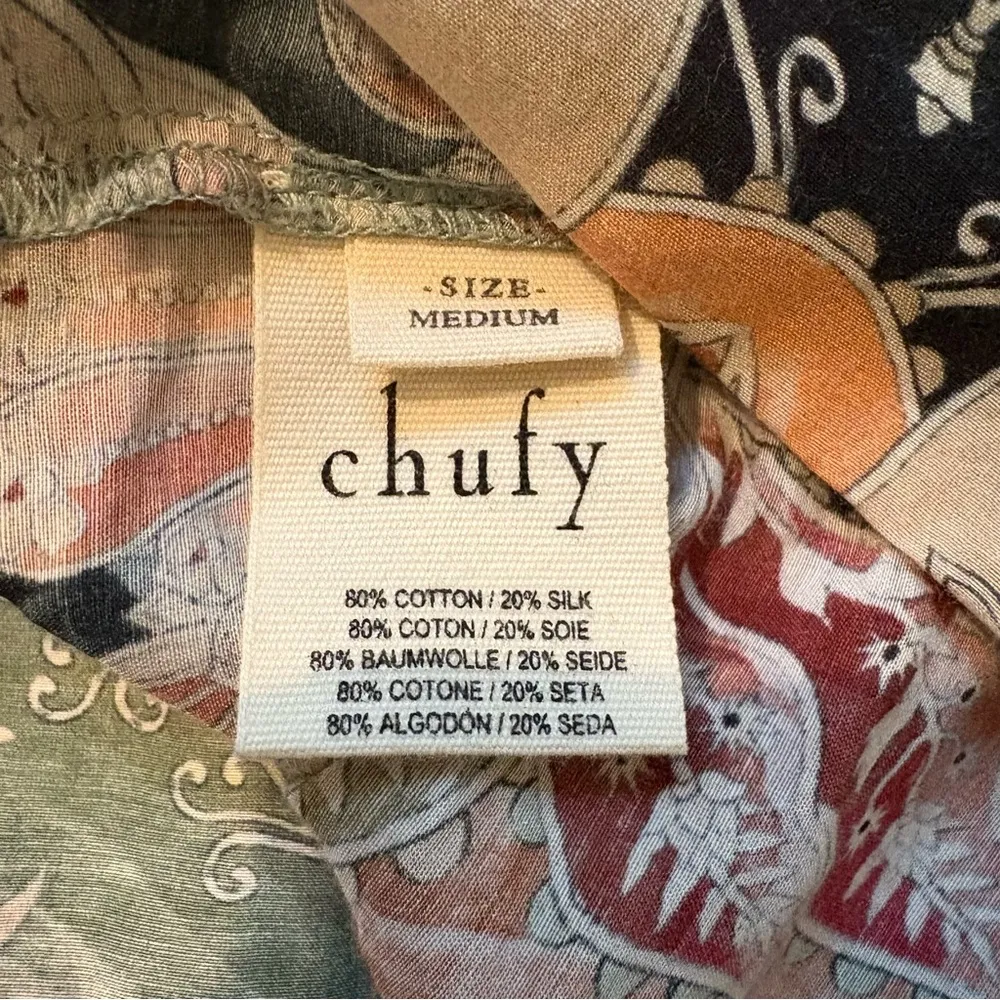 -SIZE-
MEDIUM
chufy
80% COTTON / 20% SILK
80% COTON / 20% SOIE
80% BAUMWOLLE / 20% SEIDE
80% COTONE / 20% SETA
80% ALGODÓN / 20% SEDA